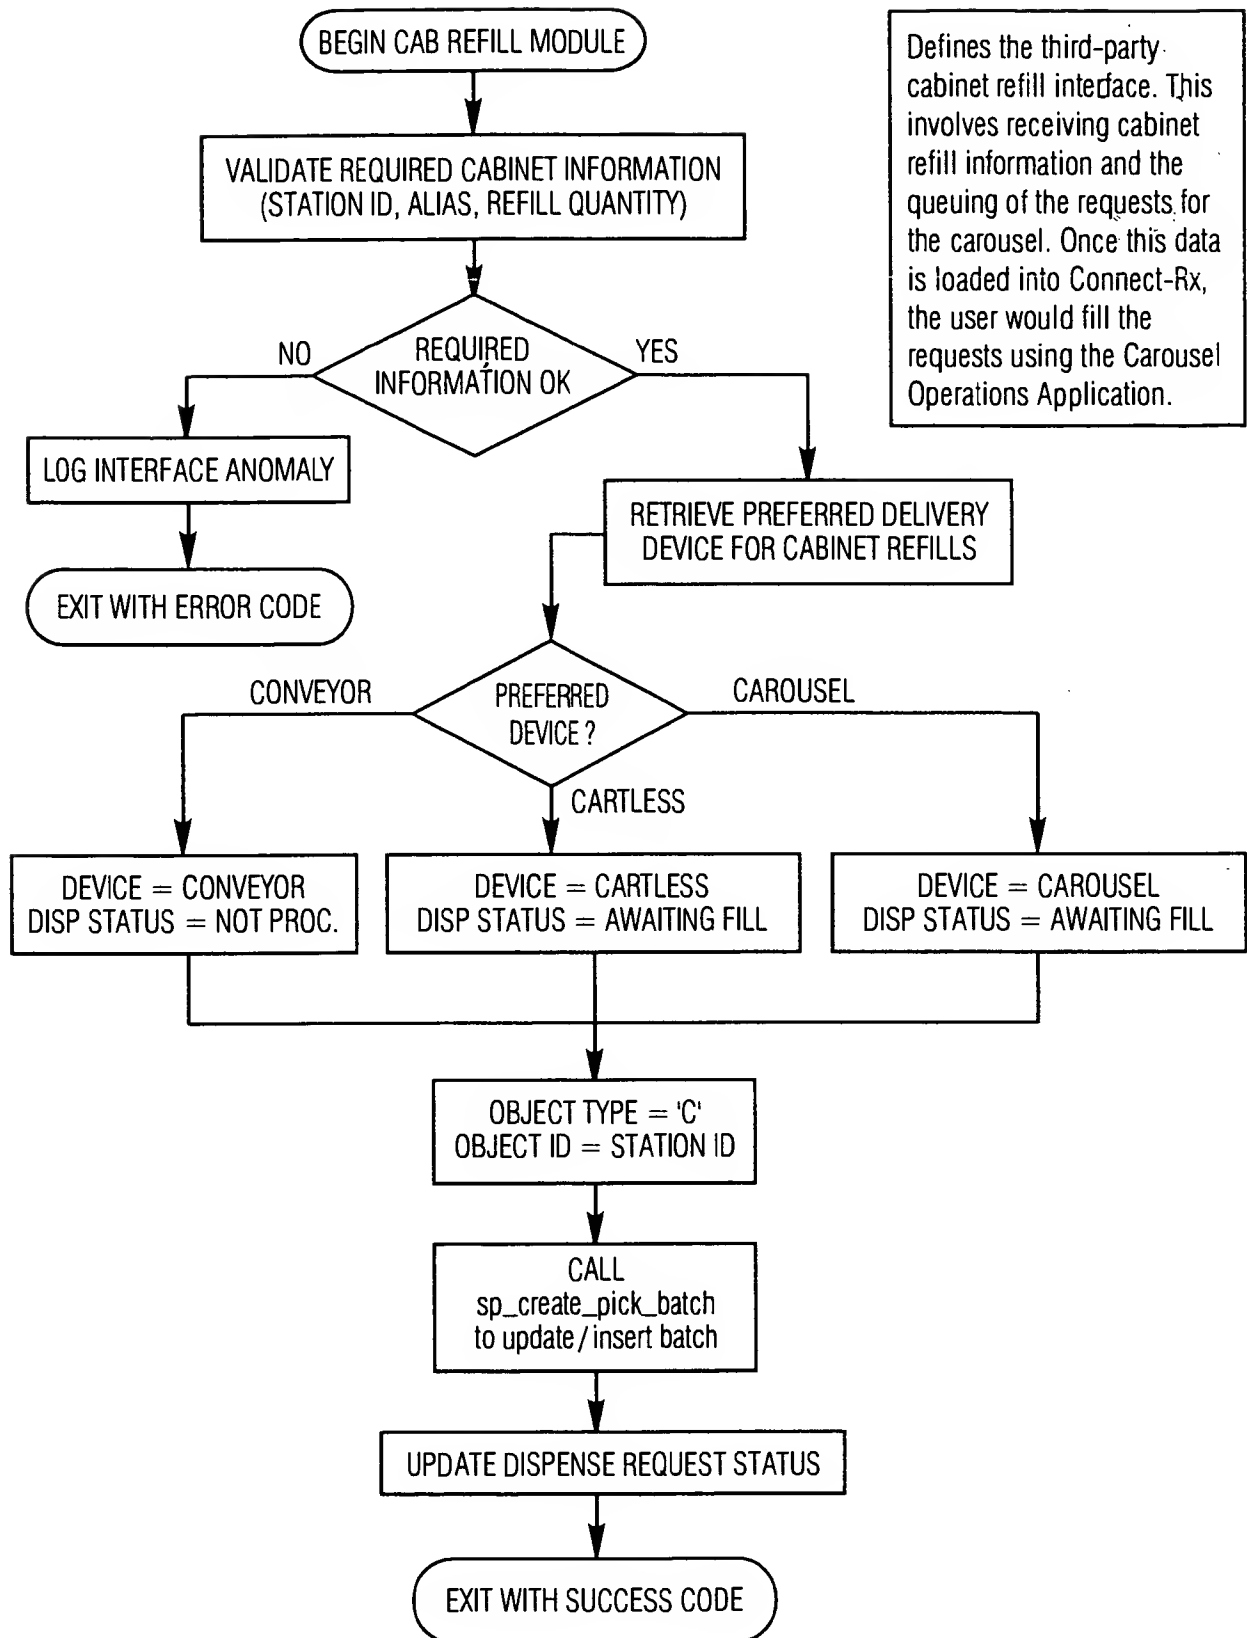 BEGIN CAB REFILL MODULE
Defines the third-party
cabinet refill interface. This
involves receiving cabinet
refill information and the
queuing of the requests for
the carousel. Once this data
is loaded into Connect-Rx,
the user would fill the
requests using the Carousel
Operations Application.
VALIDATE REQUIRED CABINET INFORMATION
(STATION ID, ALIAS, REFILL QUANTITY)
REQUIRED
INFORMATION OK
NO
YES
LOG INTERFACE ANOMALY
EXIT WITH ERROR CODE
RETRIEVE PREFERRED DELIVERY
DEVICE FOR CABINET REFILLS
PREFERRED
DEVICE?
CONVEYOR
CAROUSEL
CARTLESS
DEVICE = CONVEYOR
DISP STATUS = NOT PROC.
DEVICE = CARTLESS
DISP STATUS = AWAITING FILL
DEVICE = CAROUSEL
DISP STATUS = AWAITING FILL
OBJECT TYPE = 'C'
OBJECT ID = STATION ID
CALL
sp_create_pick_batch
to update/insert batch
UPDATE DISPENSE REQUEST STATUS
EXIT WITH SUCCESS CODE